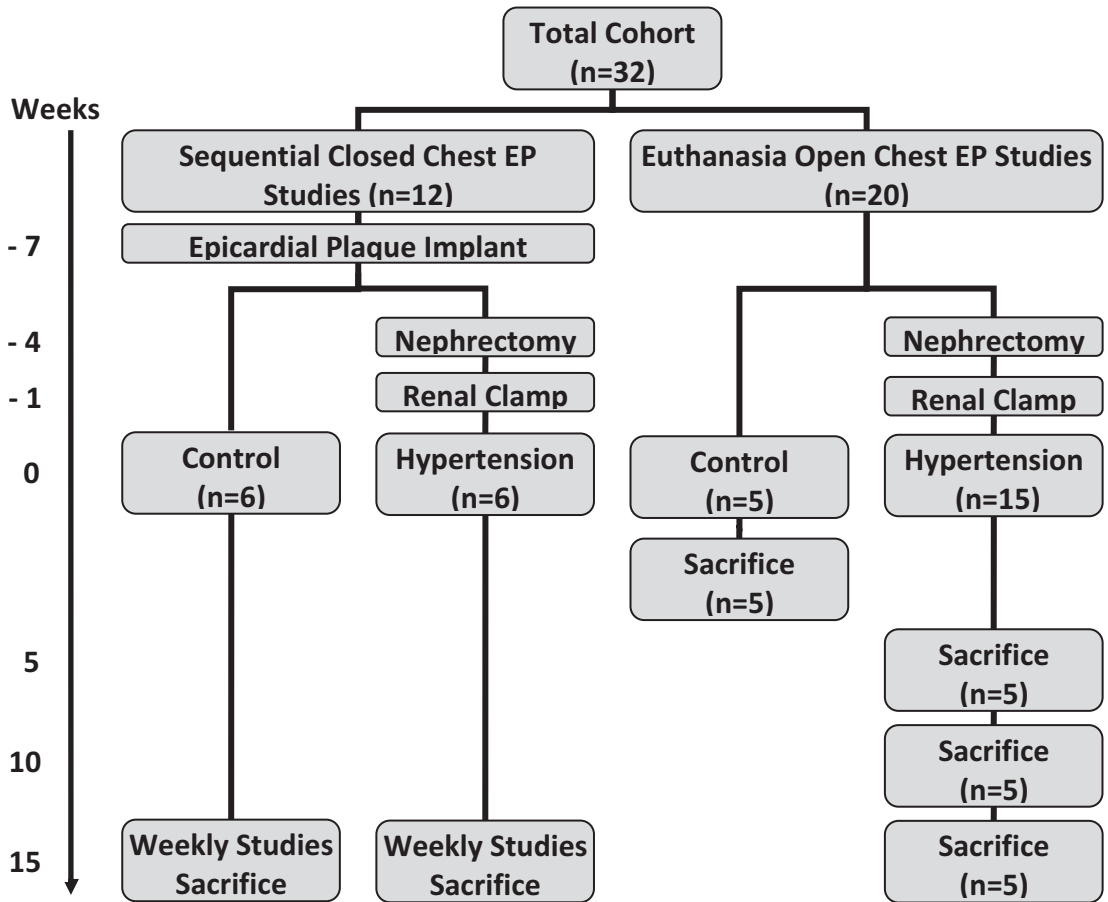 Total Cohort
(n=32)
Weeks
Sequential Closed Chest EP
Studies (n=12)
Euthanasia Open Chest EP Studies
(n=20)
- 7
Epicardial Plaque Implant
- 4
Nephrectomy
Nephrectomy
- 1
Renal Clamp
Renal Clamp
0
Control
(n=6)
Hypertension
(n=6)
Control
(n=5)
Hypertension
(n=15)
Sacrifice
(n=5)
5
Sacrifice
(n=5)
10
Sacrifice
(n=5)
15
Weekly Studies
Sacrifice
Weekly Studies
Sacrifice
Sacrifice
(n=5)